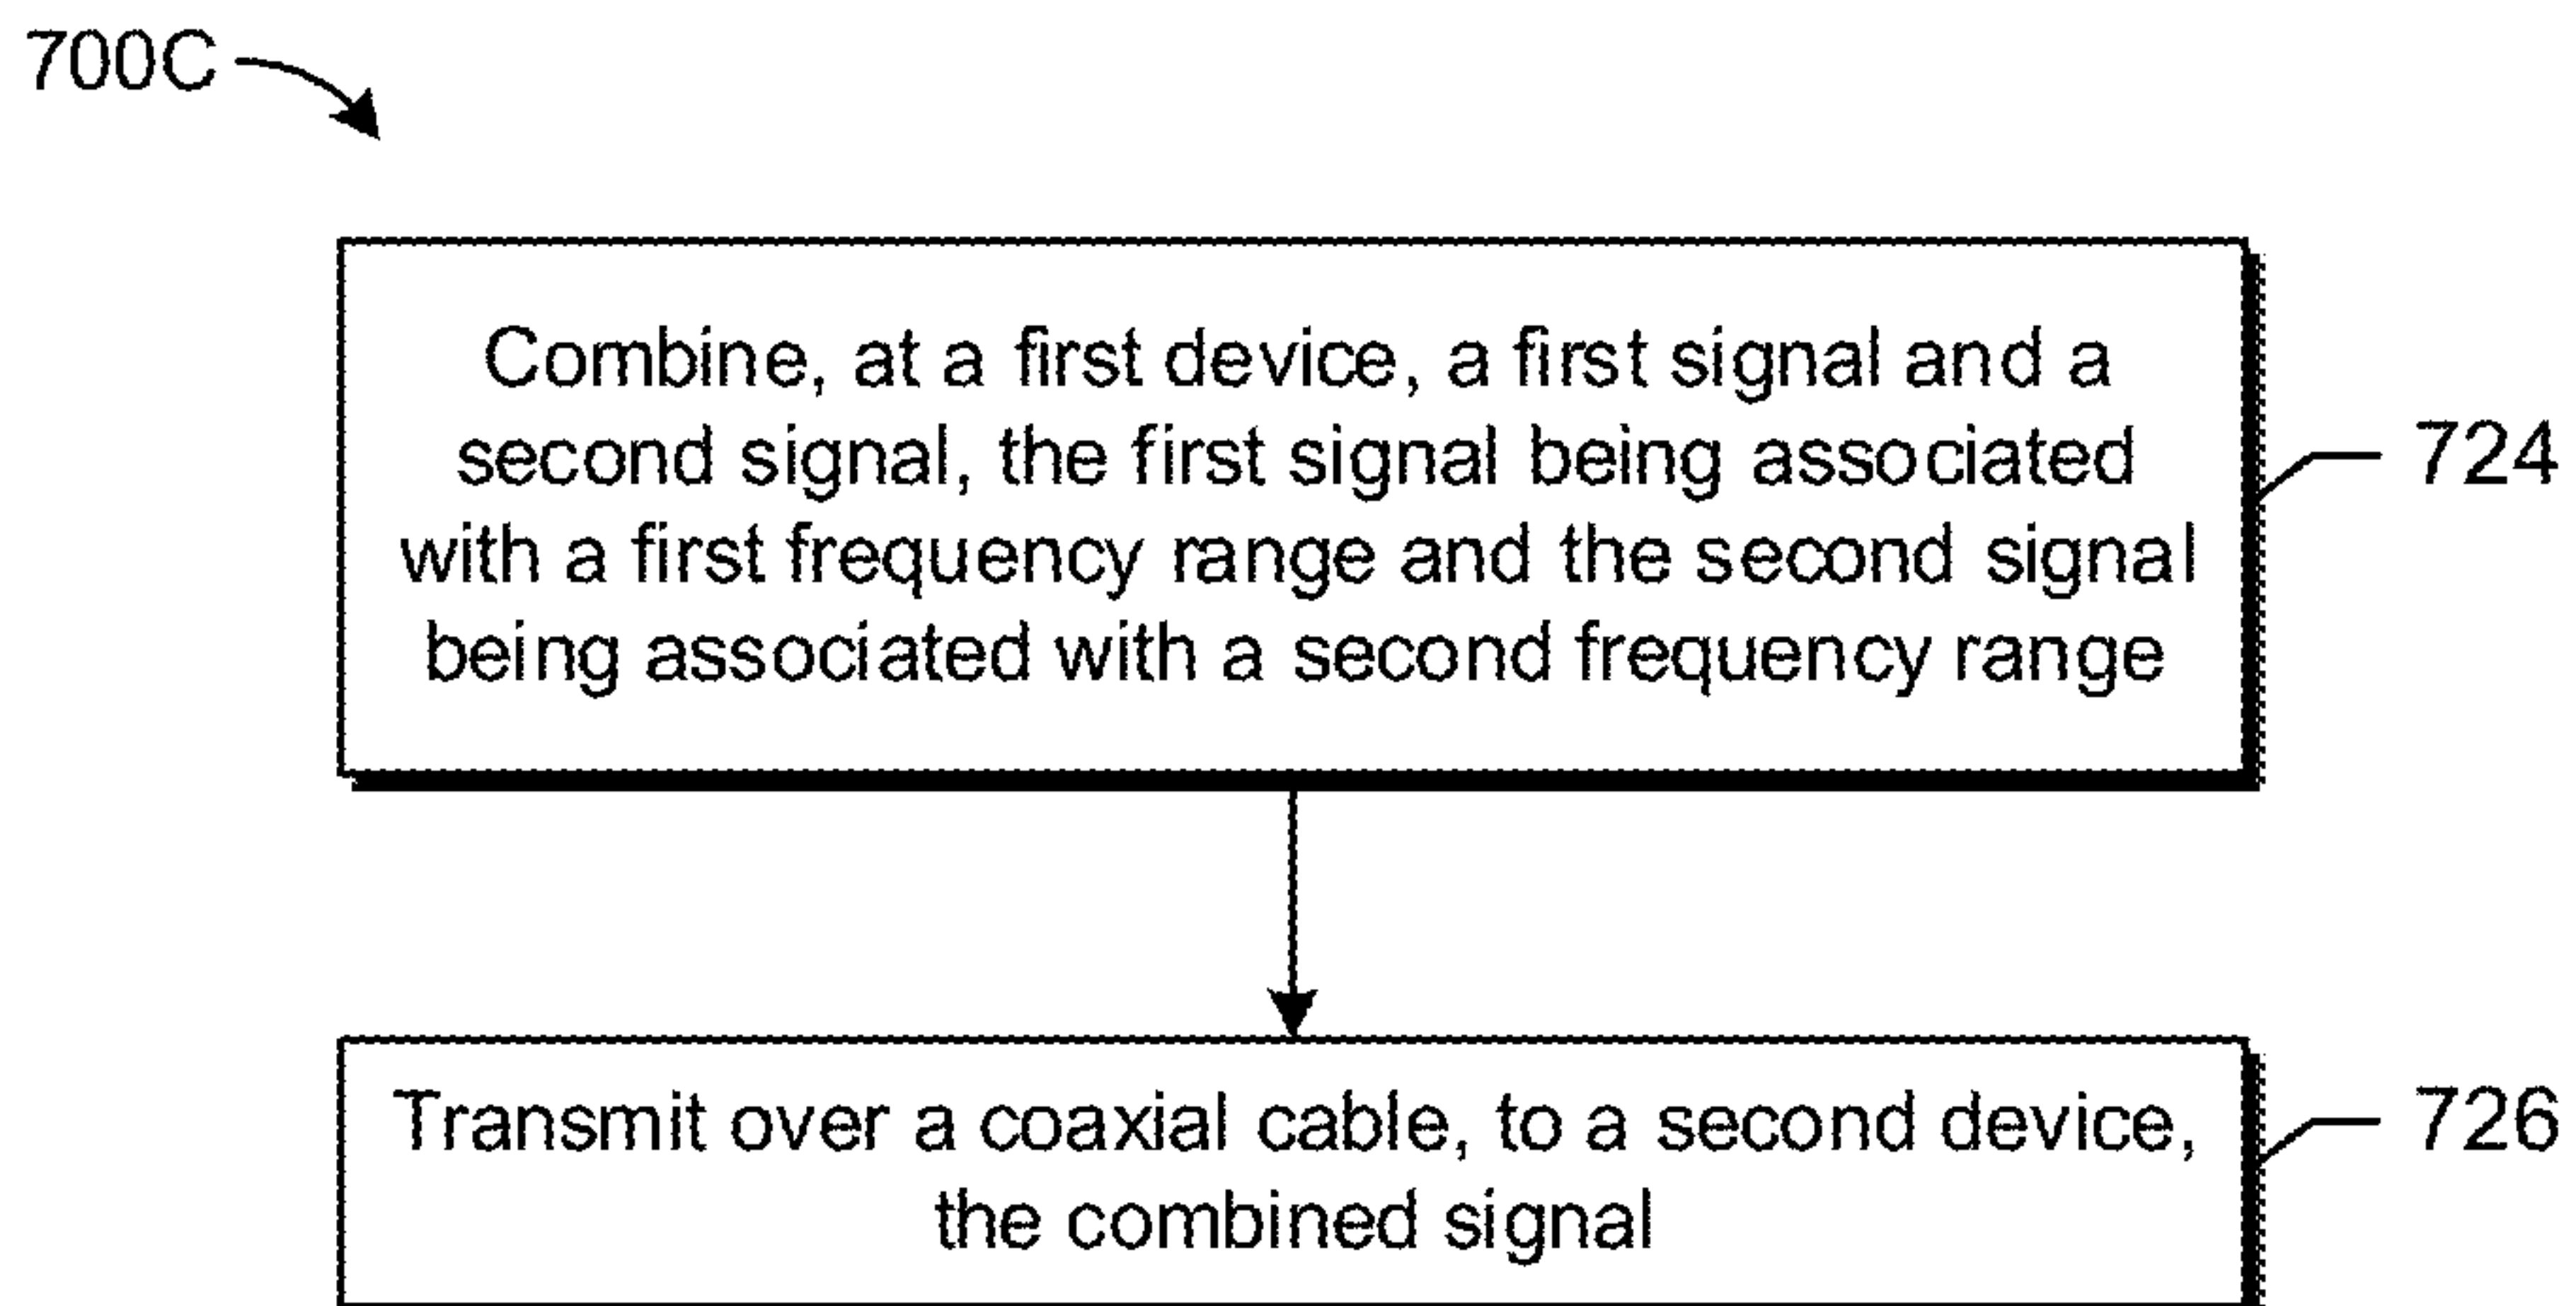 700C
Combine, at a first device, a first signal and a
second signal, the first signal being associated
with a first frequency range and the second signal
being associated with a second frequency range
724
Transmit over a coaxial cable, to a second device,
the combined signal
726